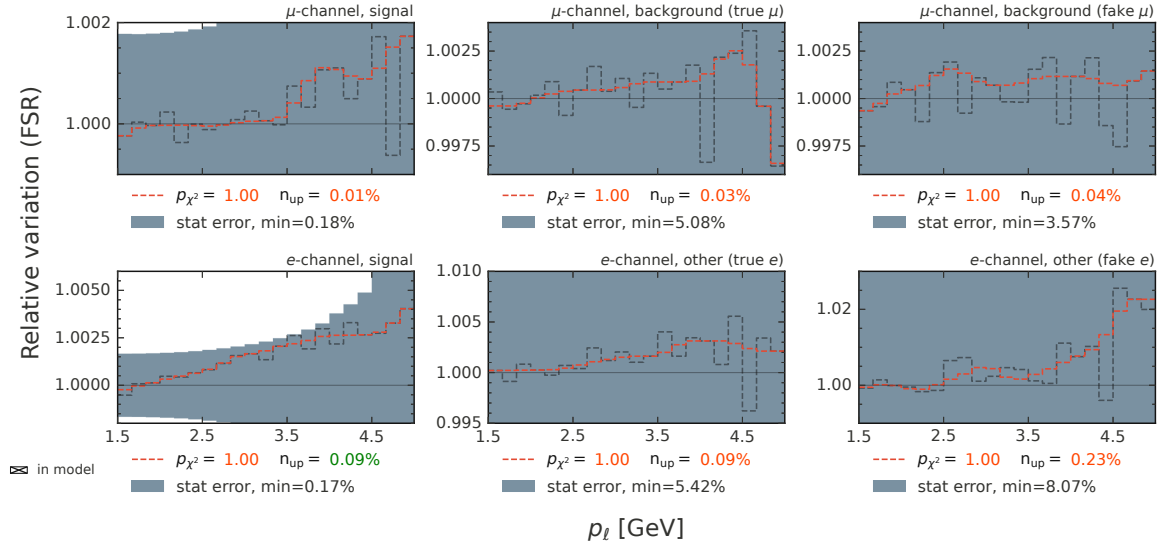 μ-channel, signal
μ-channel, background (true μ)
μ-channel, background (fake μ)
1.002
1.000
1.0025
1.0000
0.9975
1.0025
1.0000
0.9975
p_χ² = 1.00 n_up = 0.01%
stat error, min=0.18%
p_χ² = 1.00 n_up = 0.03%
stat error, min=5.08%
p_χ² = 1.00 n_up = 0.04%
stat error, min=3.57%
Relative variation (FSR)
e-channel, signal
e-channel, other (true e)
e-channel, other (fake e)
1.0050
1.0025
1.0000
1.010
1.005
1.000
0.995
1.02
1.00
1.5 2.5 3.5 4.5
1.5 2.5 3.5 4.5
1.5 2.5 3.5 4.5
p_χ² = 1.00 n_up = 0.09%
stat error, min=0.17%
p_χ² = 1.00 n_up = 0.09%
stat error, min=5.42%
p_χ² = 1.00 n_up = 0.23%
stat error, min=8.07%
in model
p_ℓ [GeV]